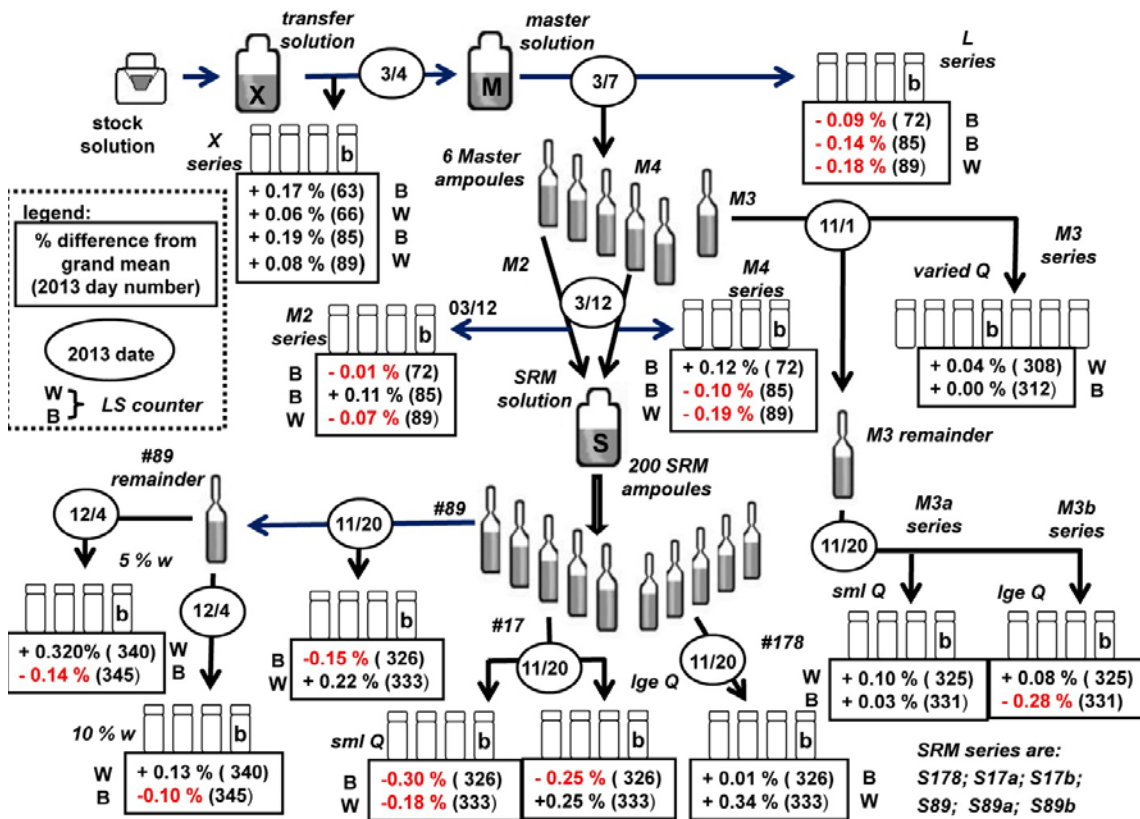 transfer
solution
master
solution
L
series
3/4
3/7
X
M
b
stock
solution
X
series
b
- 0.09 % ( 72) B
- 0.14 % (85) B
- 0.18 % (89) W
6 Master
ampoules
M4
M3
+ 0.17 % (63) B
+ 0.06 % (66) W
+ 0.19 % (85) B
+ 0.08 % (89) W
legend:
% difference from
grand mean
(2013 day number)
2013 date
W
B
LS counter
11/1
M3
series
varied Q
b
+ 0.04 % ( 308) W
+ 0.00 % (312) B
M2
M4
series
3/12
03/12
M2
series
b
b
B - 0.01 % (72)
B + 0.11 % (85)
W - 0.07 % (89)
B + 0.12 % ( 72)
B - 0.10 % (85)
W - 0.19 % (89)
SRM
solution
S
M3 remainder
200 SRM
ampoules
#89
remainder
12/4
11/20
#89
11/20
M3a
series
M3b
series
5 % w
12/4
sml Q
lge Q
b
b
b
b
+ 0.320% ( 340) W
- 0.14 % (345) B
B -0.15 % ( 326)
W + 0.22 % (333)
#17
11/20
11/20
#178
lge Q
W + 0.10 % ( 325)
B + 0.03 % (331)
+ 0.08 % ( 325)
- 0.28 % (331)
10 % w
b
sml Q
b
b
b
W + 0.13 % ( 340)
B -0.10 % (345)
B -0.30 % ( 326)
W -0.18 % (333)
- 0.25 % ( 326)
+0.25 % (333)
+ 0.01 % (326) B
+ 0.34 % (333) W
SRM series are:
S178; S17a; S17b;
S89; S89a; S89b